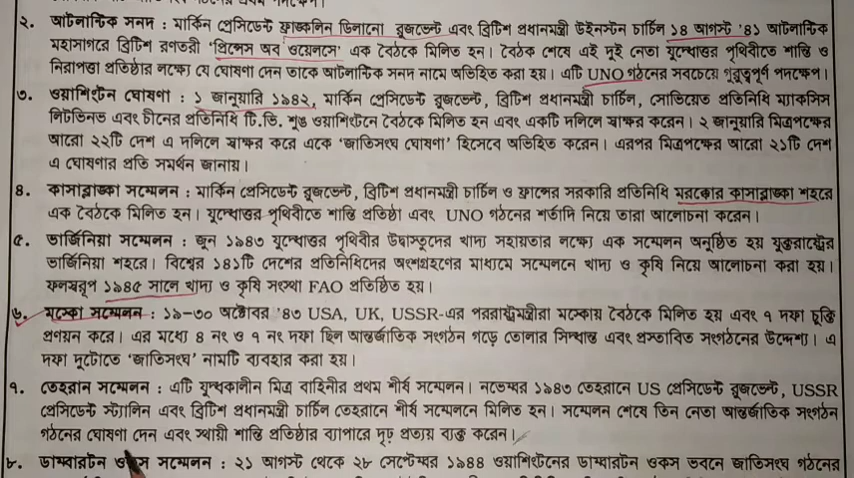 ২. আটলান্টিক সনদ : মার্কিন প্রেসিডেন্ট ফ্রাঙ্কলিন ডিলানো রুজভেল্ট এবং ব্রিটিশ প্রধানমন্ত্রী উইনস্টন চার্চিল ১৪ আগস্ট '৪১ আটলান্টিক
মহাসাগরে ব্রিটিশ রণতরী 'প্রিন্সেস অব ওয়েলসে' এক বৈঠকে মিলিত হন। বৈঠক শেষে এই দুই নেতা যুদ্ধোত্তর পৃথিবীতে শান্তি ও
নিরাপত্তা প্রতিষ্ঠার লক্ষ্যে যে ঘোষণা দেন তাকে আটলান্টিক সনদ নামে অভিহিত করা হয়। এটি UNO গঠনের সবচেয়ে গুরুত্বপূর্ণ পদক্ষেপ।
৩. ওয়াশিংটন ঘোষণা : ১ জানুয়ারি ১৯৪২, মার্কিন প্রেসিডেন্ট রুজভেল্ট, ব্রিটিশ প্রধানমন্ত্রী চার্চিল, সোভিয়েত প্রতিনিধি ম্যাকসিম
লিটভিনভ এবং চীনের প্রতিনিধি টি.ভি. শুঙ ওয়াশিংটনে বৈঠকে মিলিত হন এবং একটি দলিলে স্বাক্ষর করেন। ২ জানুয়ারি মিত্রপক্ষের
আরো ২২টি দেশ এ দলিলে স্বাক্ষর করে একে 'জাতিসংঘ ঘোষণা' হিসেবে অভিহিত করেন। এরপর মিত্রপক্ষের আরো ২১টি দেশ
এ ঘোষণার প্রতি সমর্থন জানায়।
৪. কাসাব্লাঙ্কা সম্মেলন : মার্কিন প্রেসিডেন্ট রুজভেল্ট, ব্রিটিশ প্রধানমন্ত্রী চার্চিল ও ফ্রান্সের সরকারি প্রতিনিধি মরক্কোর কাসাব্লাঙ্কা শহরে
এক বৈঠকে মিলিত হন। যুদ্ধোত্তর পৃথিবীতে শান্তি প্রতিষ্ঠা এবং UNO গঠনের শর্তাদি নিয়ে তারা আলোচনা করেন।
৫. ভার্জিনিয়া সম্মেলন : জুন ১৯৪৩ যুদ্ধোত্তর পৃথিবীর উদ্বাস্তুদের খাদ্য সহায়তার লক্ষ্যে এক সম্মেলন অনুষ্ঠিত হয় যুক্তরাষ্ট্রের
ভার্জিনিয়া শহরে। বিশ্বের ১৪১টি দেশের প্রতিনিধিদের অংশগ্রহণের মাধ্যমে সম্মেলনে খাদ্য ও কৃষি নিয়ে আলোচনা করা হয়।
ফলস্বরূপ ১৯৪৫ সালে খাদ্য ও কৃষি সংস্থা FAO প্রতিষ্ঠিত হয়।
৬. মস্কো সম্মেলন : ১৯-৩০ অক্টোবর '৪৩ USA, UK, USSR-এর পররাষ্ট্রমন্ত্রীরা মস্কোয় বৈঠকে মিলিত হয় এবং ৭ দফা চুক্তি
প্রণয়ন করে। এর মধ্যে ৪ নং ও ৭ নং দফা ছিল আন্তর্জাতিক সংগঠন গড়ে তোলার সিদ্ধান্ত এবং প্রস্তাবিত সংগঠনের উদ্দেশ্য। এ
দফা দুটোতে 'জাতিসংঘ' নামটি ব্যবহার করা হয়।
৭. তেহরান সম্মেলন : এটি যুদ্ধকালীন মিত্র বাহিনীর প্রথম শীর্ষ সম্মেলন। নভেম্বর ১৯৪৩ তেহরানে US প্রেসিডেন্ট রুজভেল্ট, USSR
প্রেসিডেন্ট স্ট্যালিন এবং ব্রিটিশ প্রধানমন্ত্রী চার্চিল তেহরানে শীর্ষ সম্মেলনে মিলিত হন। সম্মেলন শেষে তিন নেতা আন্তর্জাতিক সংগঠন
গঠনের ঘোষণা দেন এবং স্থায়ী শান্তি প্রতিষ্ঠার ব্যাপারে দৃঢ় প্রত্যয় ব্যক্ত করেন।
৮. ডাম্বারটন ওকস সম্মেলন : ২১ আগস্ট থেকে ২৮ সেপ্টেম্বর ১৯৪৪ ওয়াশিংটনের ডাম্বারটন ওকস ভবনে জাতিসংঘ গঠনের